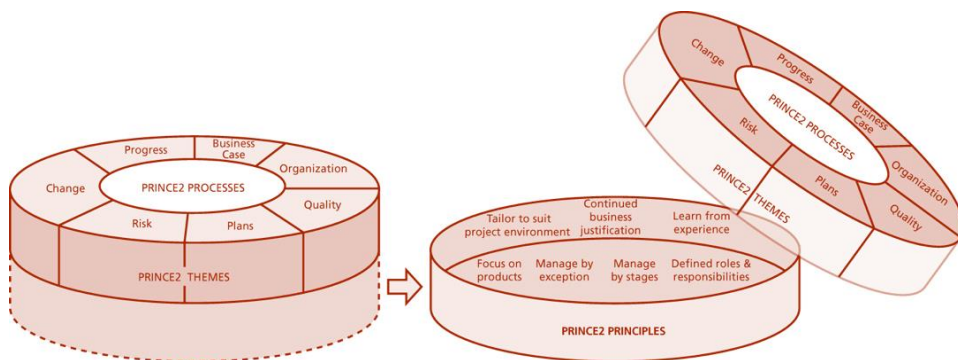 Progress
Business
Case
Organization
Change
PRINCE2 PROCESSES
Quality
Risk
Plans
PRINCE2 THEMES
Tailor to suit
project environment
Continued
business
justification
Learn from
experience
Focus on
products
Manage by
exception
Manage
by stages
Defined roles &
responsibilities
PRINCE2 PRINCIPLES
Change
Progress
Business
Case
PRINCE2 PROCESSES
Risk
Organization
Plans
Quality
PRINCE2 THEMES